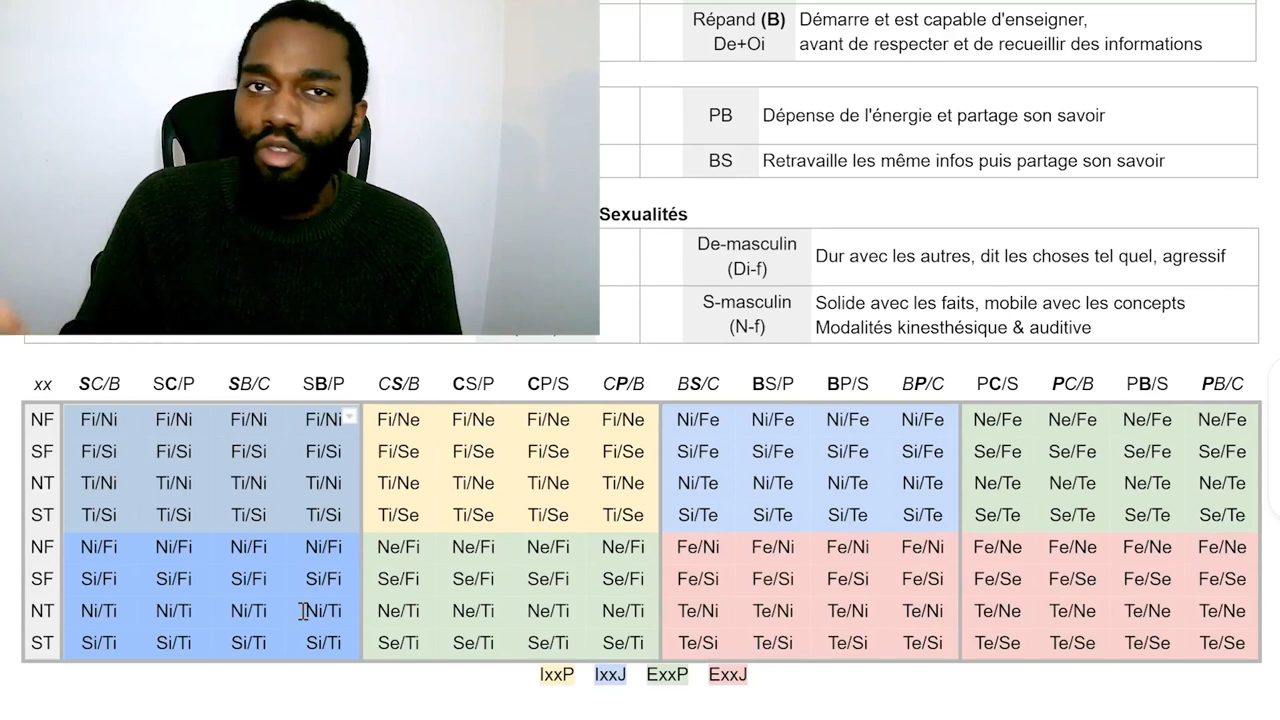 Répand (B) Démarre et est capable d'enseigner,
De+Oi avant de respecter et de recueillir des informations
PB Dépense de l'énergie et partage son savoir
BS Retravaille les même infos puis partage son savoir
Sexualités
De-masculin
(Di-f) Dur avec les autres, dit les choses tel quel, agressif
S-masculin Solide avec les faits, mobile avec les concepts
(N-f) Modalités kinesthésique & auditive
xx SC/B SC/P SB/C SB/P CS/B CS/P CP/S CP/B BS/C BS/P BP/S BP/C PC/S PC/B PB/S PB/C
NF Fi/Ni Fi/Ni Fi/Ni Fi/Ni Fi/Ne Fi/Ne Fi/Ne Fi/Ne Ni/Fe Ni/Fe Ni/Fe Ni/Fe Ne/Fe Ne/Fe Ne/Fe Ne/Fe
SF Fi/Si Fi/Si Fi/Si Fi/Si Fi/Se Fi/Se Fi/Se Fi/Se Si/Fe Si/Fe Si/Fe Si/Fe Se/Fe Se/Fe Se/Fe Se/Fe
NT Ti/Ni Ti/Ni Ti/Ni Ti/Ni Ti/Ne Ti/Ne Ti/Ne Ti/Ne Ni/Te Ni/Te Ni/Te Ni/Te Ne/Te Ne/Te Ne/Te Ne/Te
ST Ti/Si Ti/Si Ti/Si Ti/Si Ti/Se Ti/Se Ti/Se Ti/Se Si/Te Si/Te Si/Te Si/Te Se/Te Se/Te Se/Te Se/Te
NF Ni/Fi Ni/Fi Ni/Fi Ni/Fi Ne/Fi Ne/Fi Ne/Fi Ne/Fi Fe/Ni Fe/Ni Fe/Ni Fe/Ni Fe/Ne Fe/Ne Fe/Ne Fe/Ne
SF Si/Fi Si/Fi Si/Fi Si/Fi Se/Fi Se/Fi Se/Fi Se/Fi Fe/Si Fe/Si Fe/Si Fe/Si Fe/Se Fe/Se Fe/Se Fe/Se
NT Ni/Ti Ni/Ti Ni/Ti Ni/Ti Ne/Ti Ne/Ti Ne/Ti Ne/Ti Te/Ni Te/Ni Te/Ni Te/Ni Te/Ne Te/Ne Te/Ne Te/Ne
ST Si/Ti Si/Ti Si/Ti Si/Ti Se/Ti Se/Ti Se/Ti Se/Ti Te/Si Te/Si Te/Si Te/Si Te/Se Te/Se Te/Se Te/Se
IxxP IxxJ ExxP ExxJ